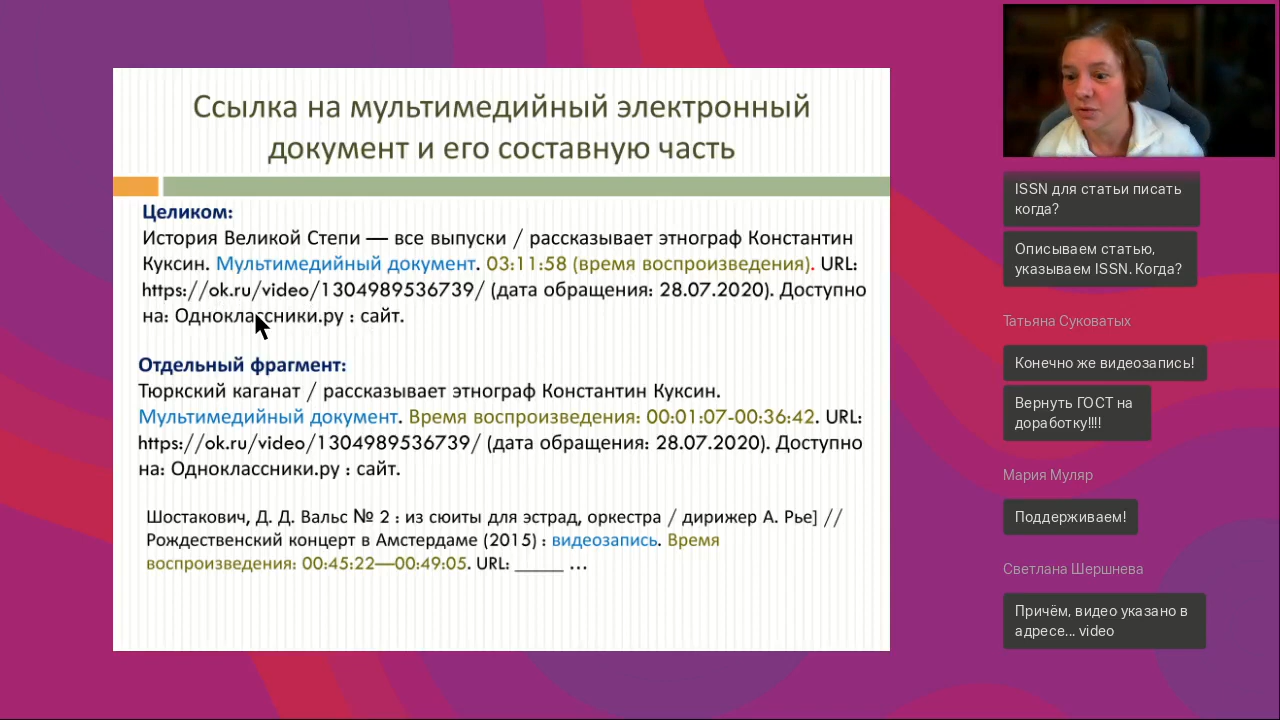 Ссылка на мультимедийный электронный
документ и его составную часть
Целиком:
История Великой Степи — все выпуски / рассказывает этнограф Константин
Куксин. Мультимедийный документ. 03:11:58 (время воспроизведения). URL:
https://ok.ru/video/1304989536739/ (дата обращения: 28.07.2020). Доступно
на: Одноклассники.ру : сайт.
Отдельный фрагмент:
Тюркский каганат / рассказывает этнограф Константин Куксин.
Мультимедийный документ. Время воспроизведения: 00:01:07-00:36:42. URL:
https://ok.ru/video/1304989536739/ (дата обращения: 28.07.2020). Доступно
на: Одноклассники.ру : сайт.
Шостакович, Д. Д. Вальс № 2 : из сюиты для эстрад, оркестра / дирижер А. Рье] //
Рождественский концерт в Амстердаме (2015) : видеозапись. Время
воспроизведения: 00:45:22—00:49:05. URL: _____ ...
ISSN для статьи писать
когда?
Описываем статью,
указываем ISSN. Когда?
Татьяна Суковатых
Конечно же видеозапись!
Вернуть ГОСТ на
доработку!!!!
Мария Муляр
Поддерживаем!
Светлана Шершнева
Причём, видео указано в
адресе... video